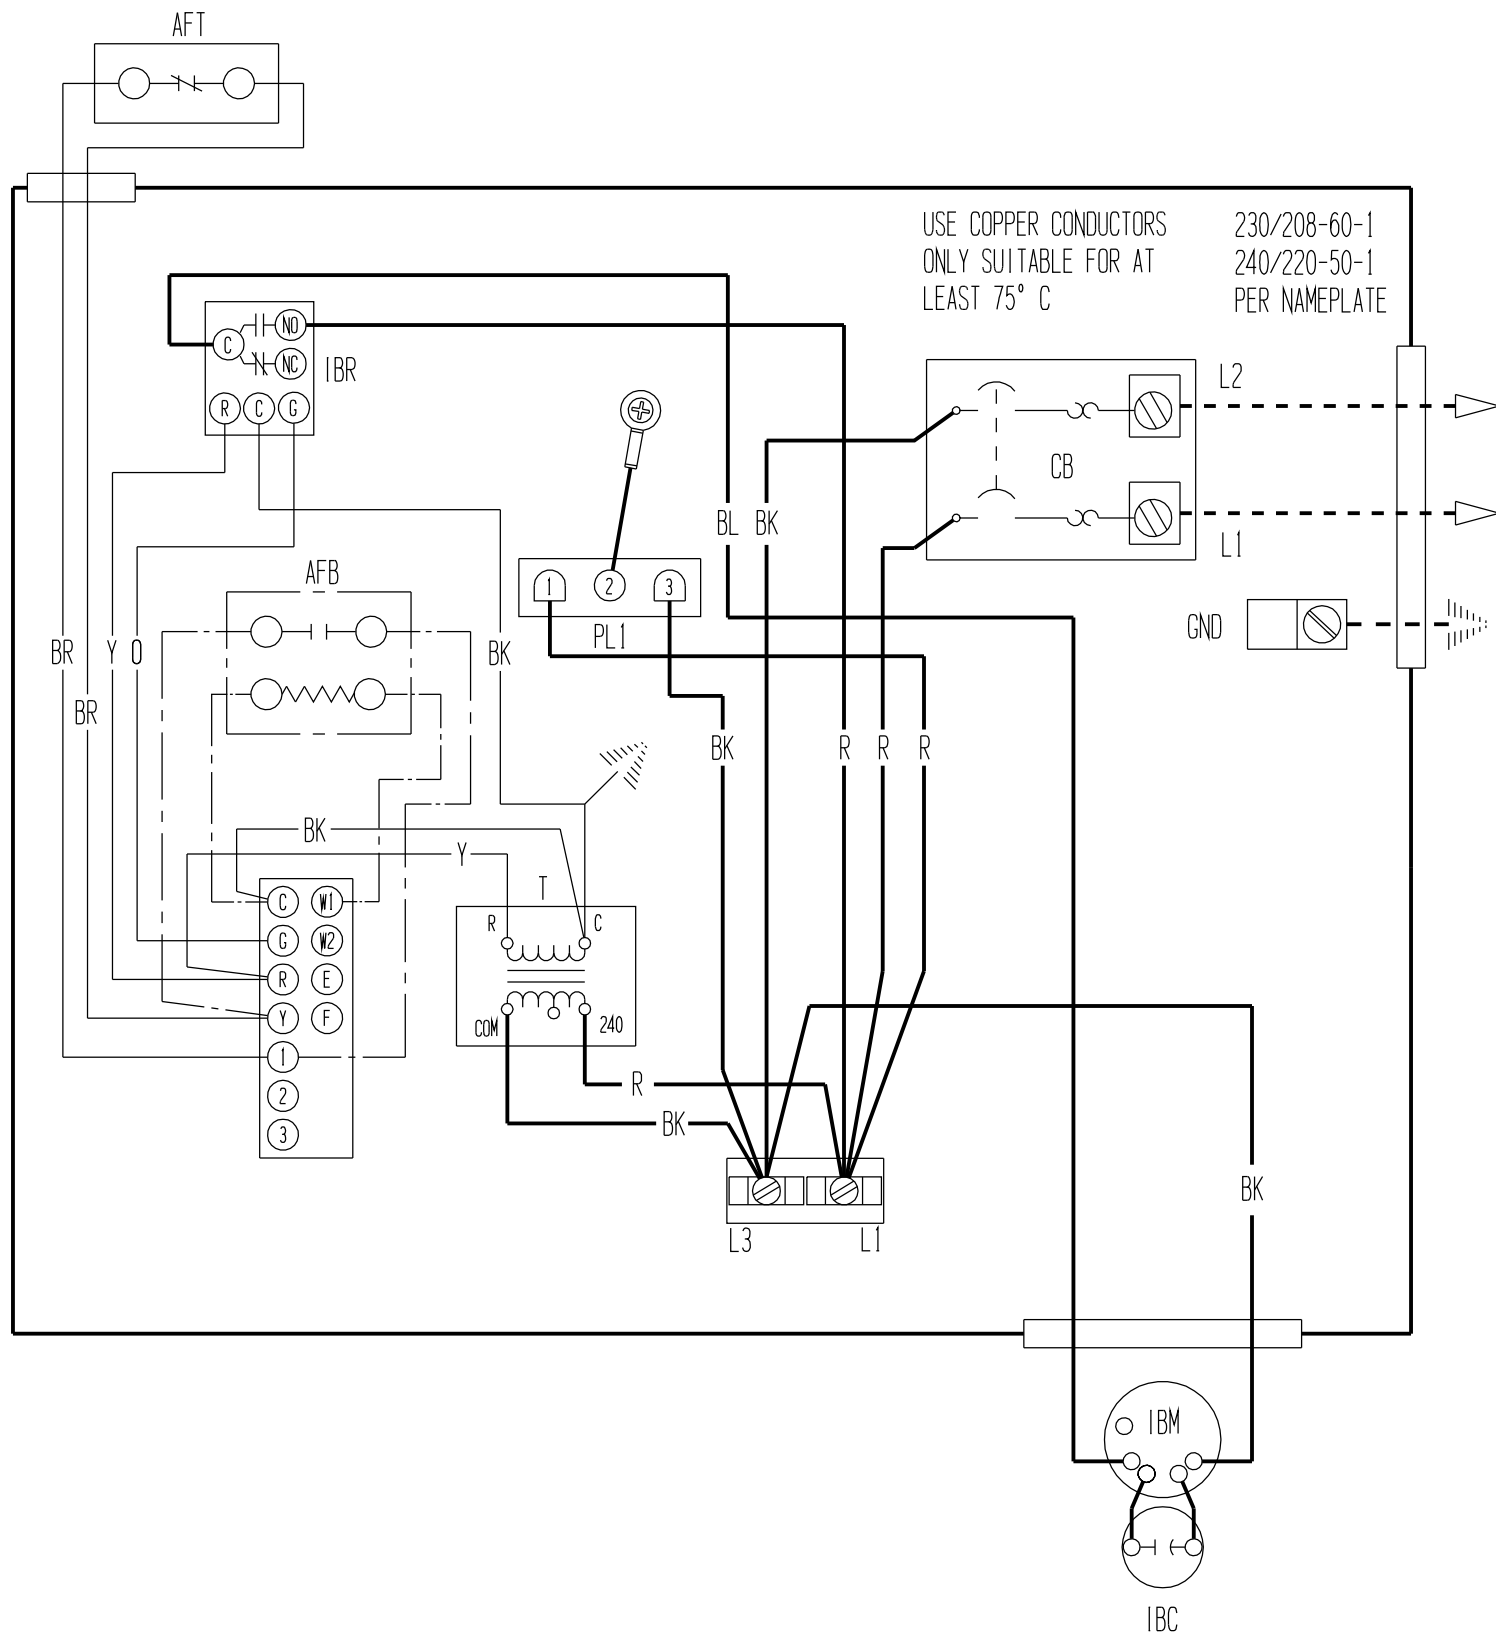 AFT
USE COPPER CONDUCTORS
ONLY SUITABLE FOR AT
LEAST 75° C
230/208-60-1
240/220-50-1
PER NAMEPLATE
C
NO
NC
IBR
R
C
G
L2
CB
L1
BL
BK
AFB
1
2
3
PL1
GND
BR
Y
O
BK
BR
BK
R
R
R
BK
Y
T
C
W1
R
C
G
W2
R
E
Y
F
COM
240
1
R
2
BK
3
BK
L3
L1
IBM
IBC